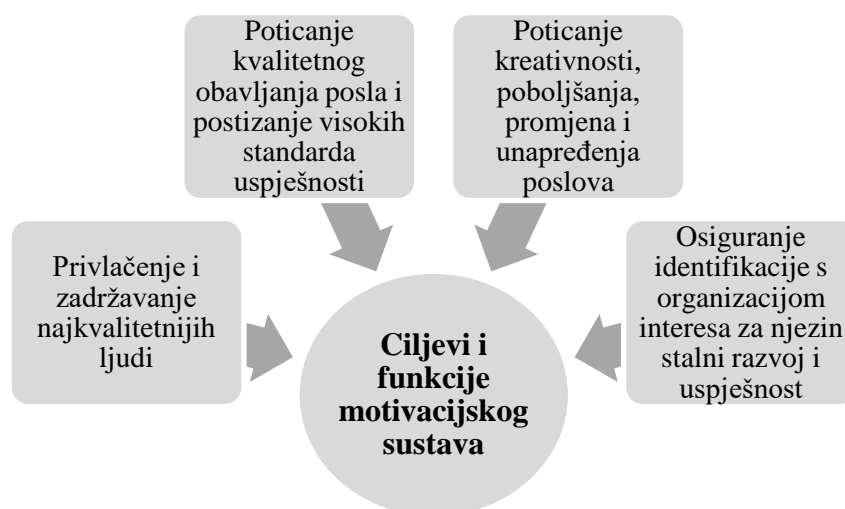 Poticanje
kvalitetnog
obavljanja posla i
postizanje visokih
standarda
uspješnosti
Poticanje
kreativnosti,
poboljšanja,
promjena i
unapređenja
poslova
Privlačenje i
zadržavanje
najkvalitetnijih
ljudi
Osiguranje
identifikacije s
organizacijom
interesa za njezin
stalni razvoj i
uspješnost
Ciljevi i
funkcije
motivacijskog
sustava